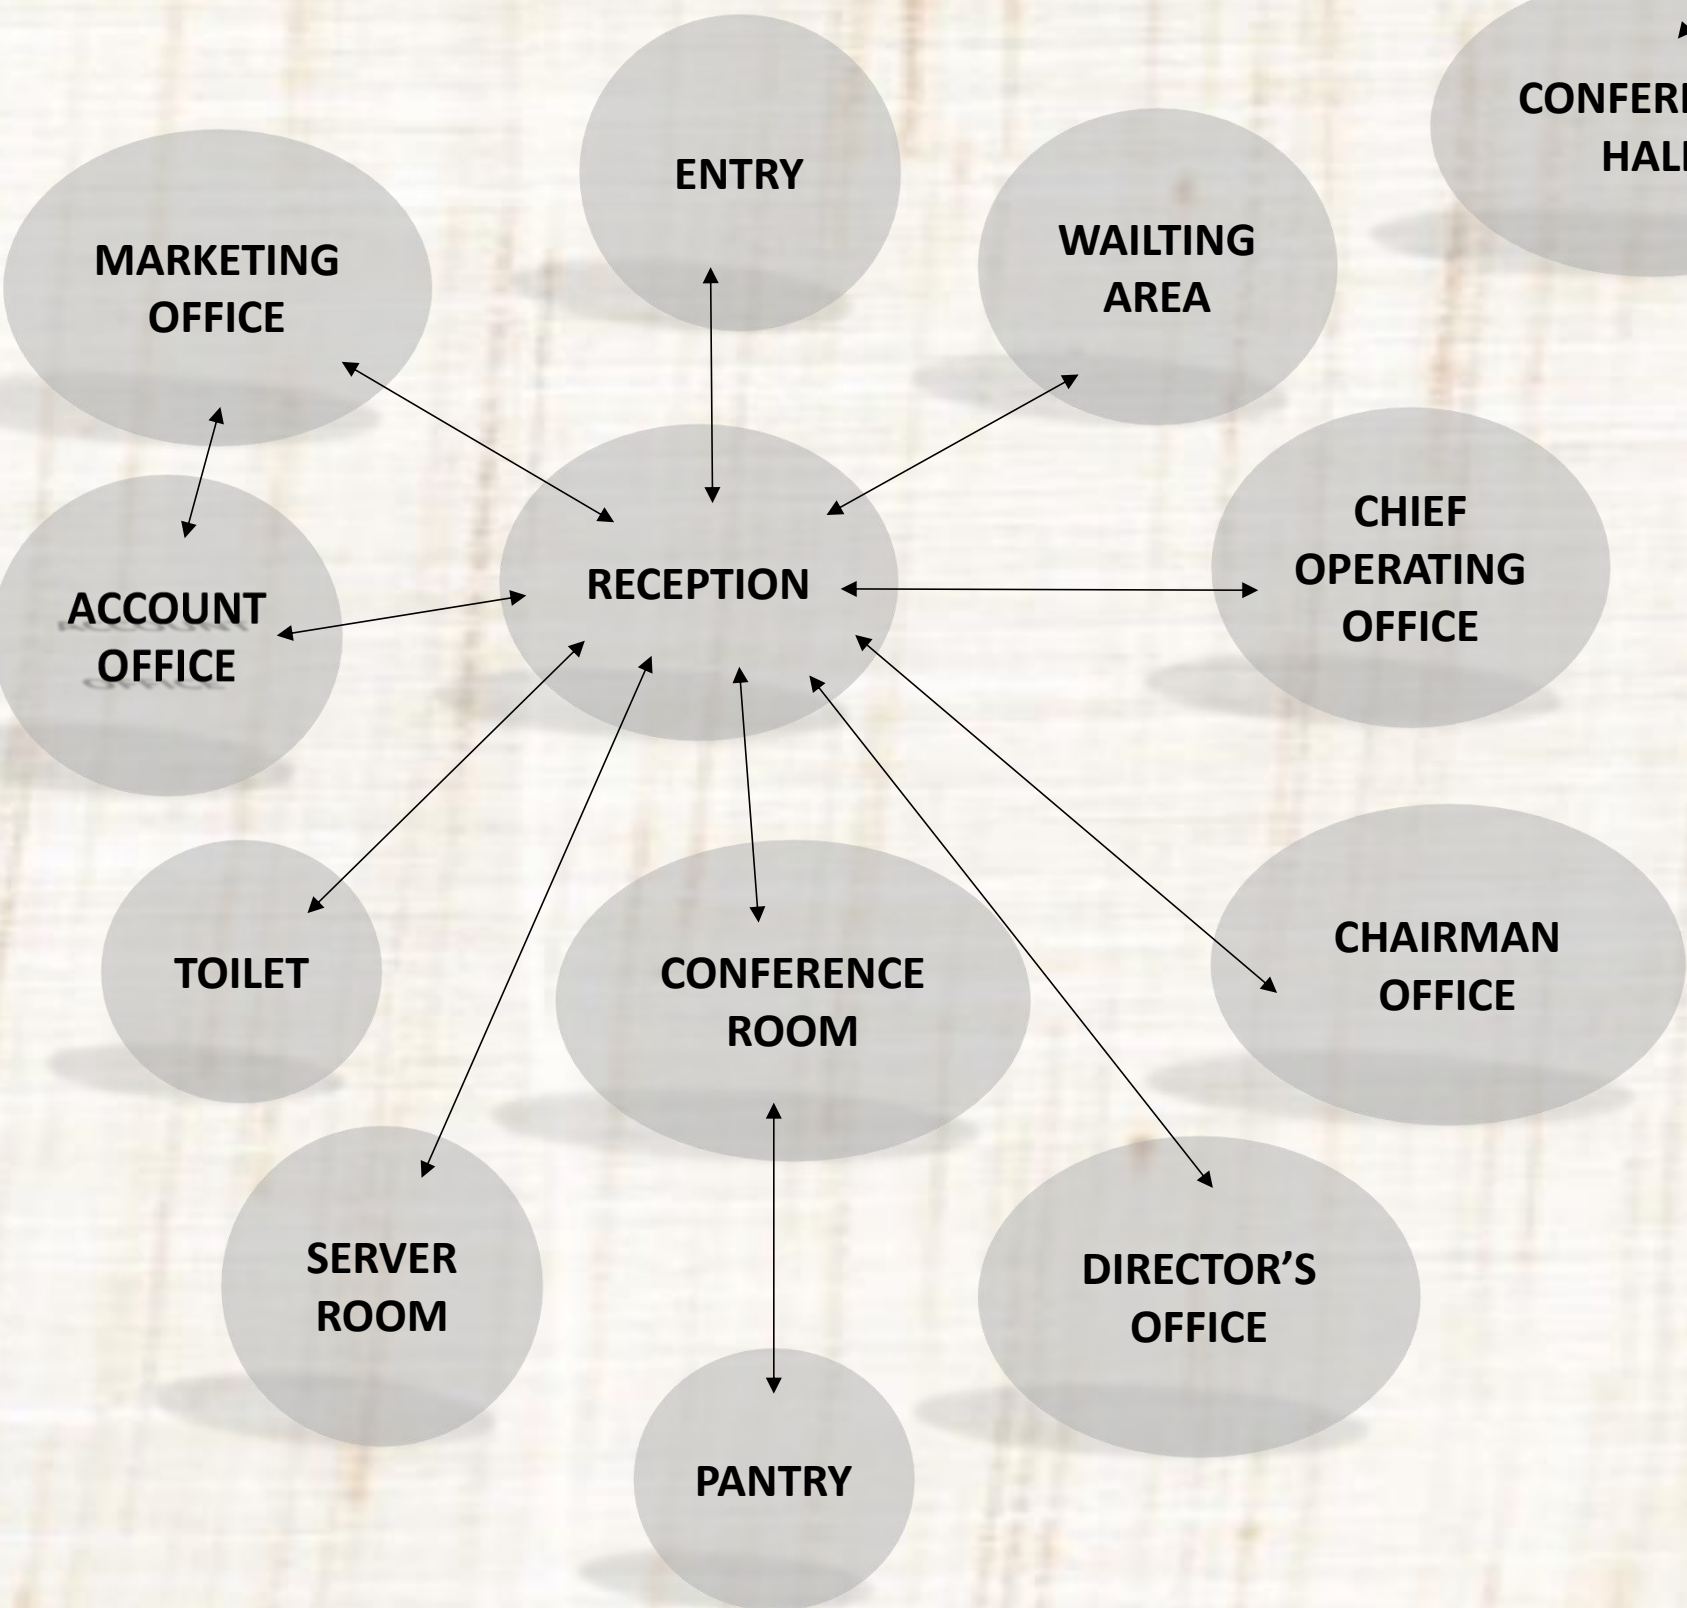 ENTRY
MARKETING
OFFICE
WAILTING
AREA
CHIEF
OPERATING
OFFICE
RECEPTION
ACCOUNT
OFFICE
TOILET
CONFERENCE
ROOM
CHAIRMAN
OFFICE
SERVER
ROOM
DIRECTOR’S
OFFICE
PANTRY